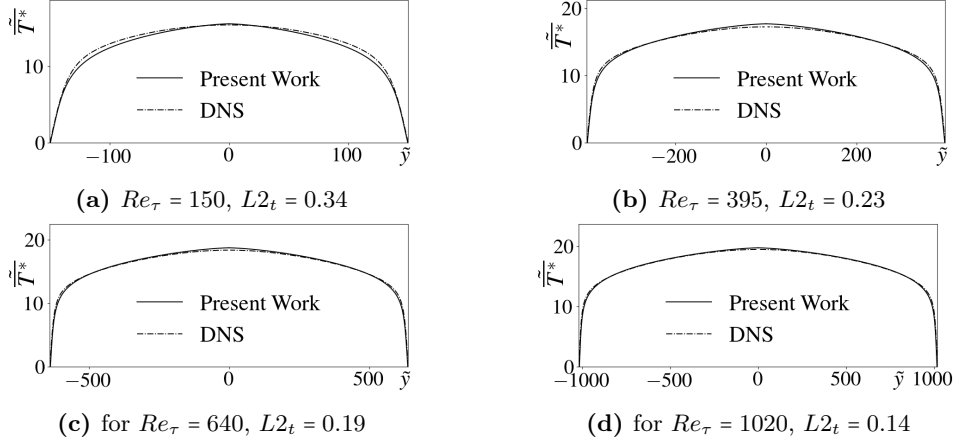 T̃* 10 0 −100 0 100 ỹ
Present Work
DNS
(a) Reτ = 150, L2t = 0.34
T̃* 20 10 0 −200 0 200 ỹ
Present Work
DNS
(b) Reτ = 395, L2t = 0.23
T̃* 20 10 0 −500 0 500 ỹ
Present Work
DNS
(c) for Reτ = 640, L2t = 0.19
T̃* 20 10 0 −1000 −500 0 500 ỹ 1000
Present Work
DNS
(d) for Reτ = 1020, L2t = 0.14